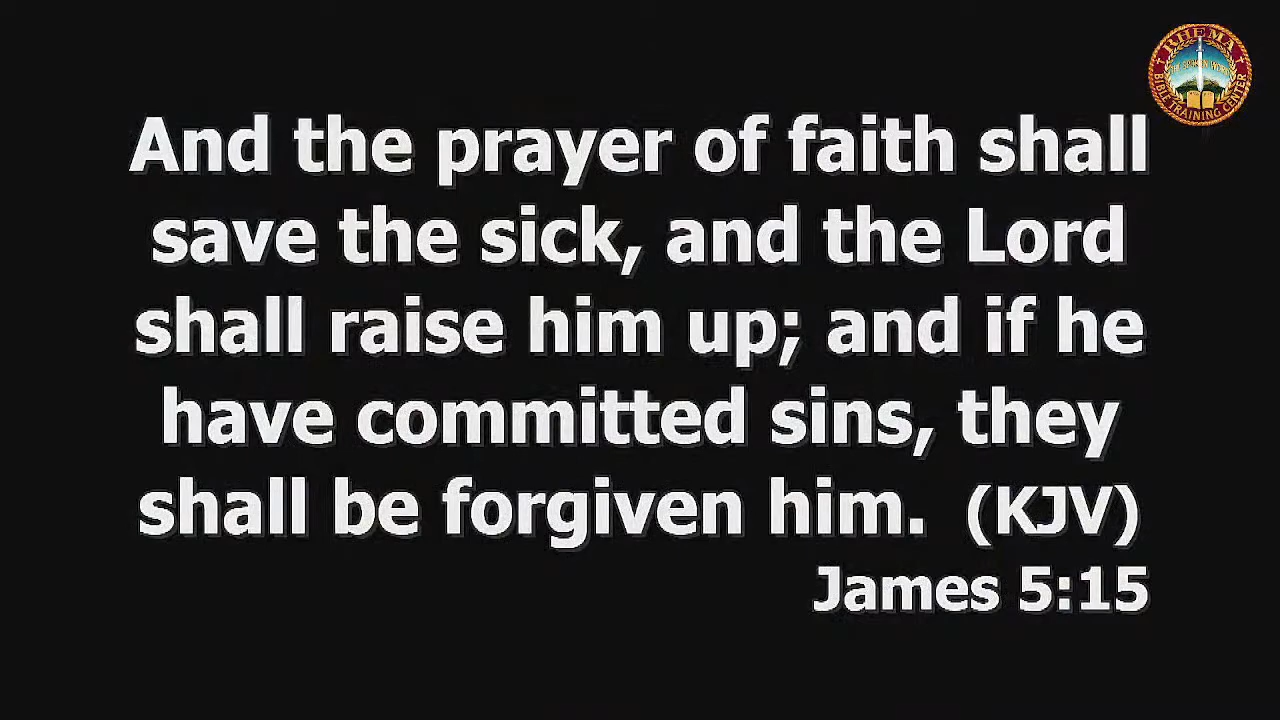 RHEMA
BIBLE TRAINING CENTER
And the prayer of faith shall
save the sick, and the Lord
shall raise him up; and if he
have committed sins, they
shall be forgiven him. (KJV)
James 5:15